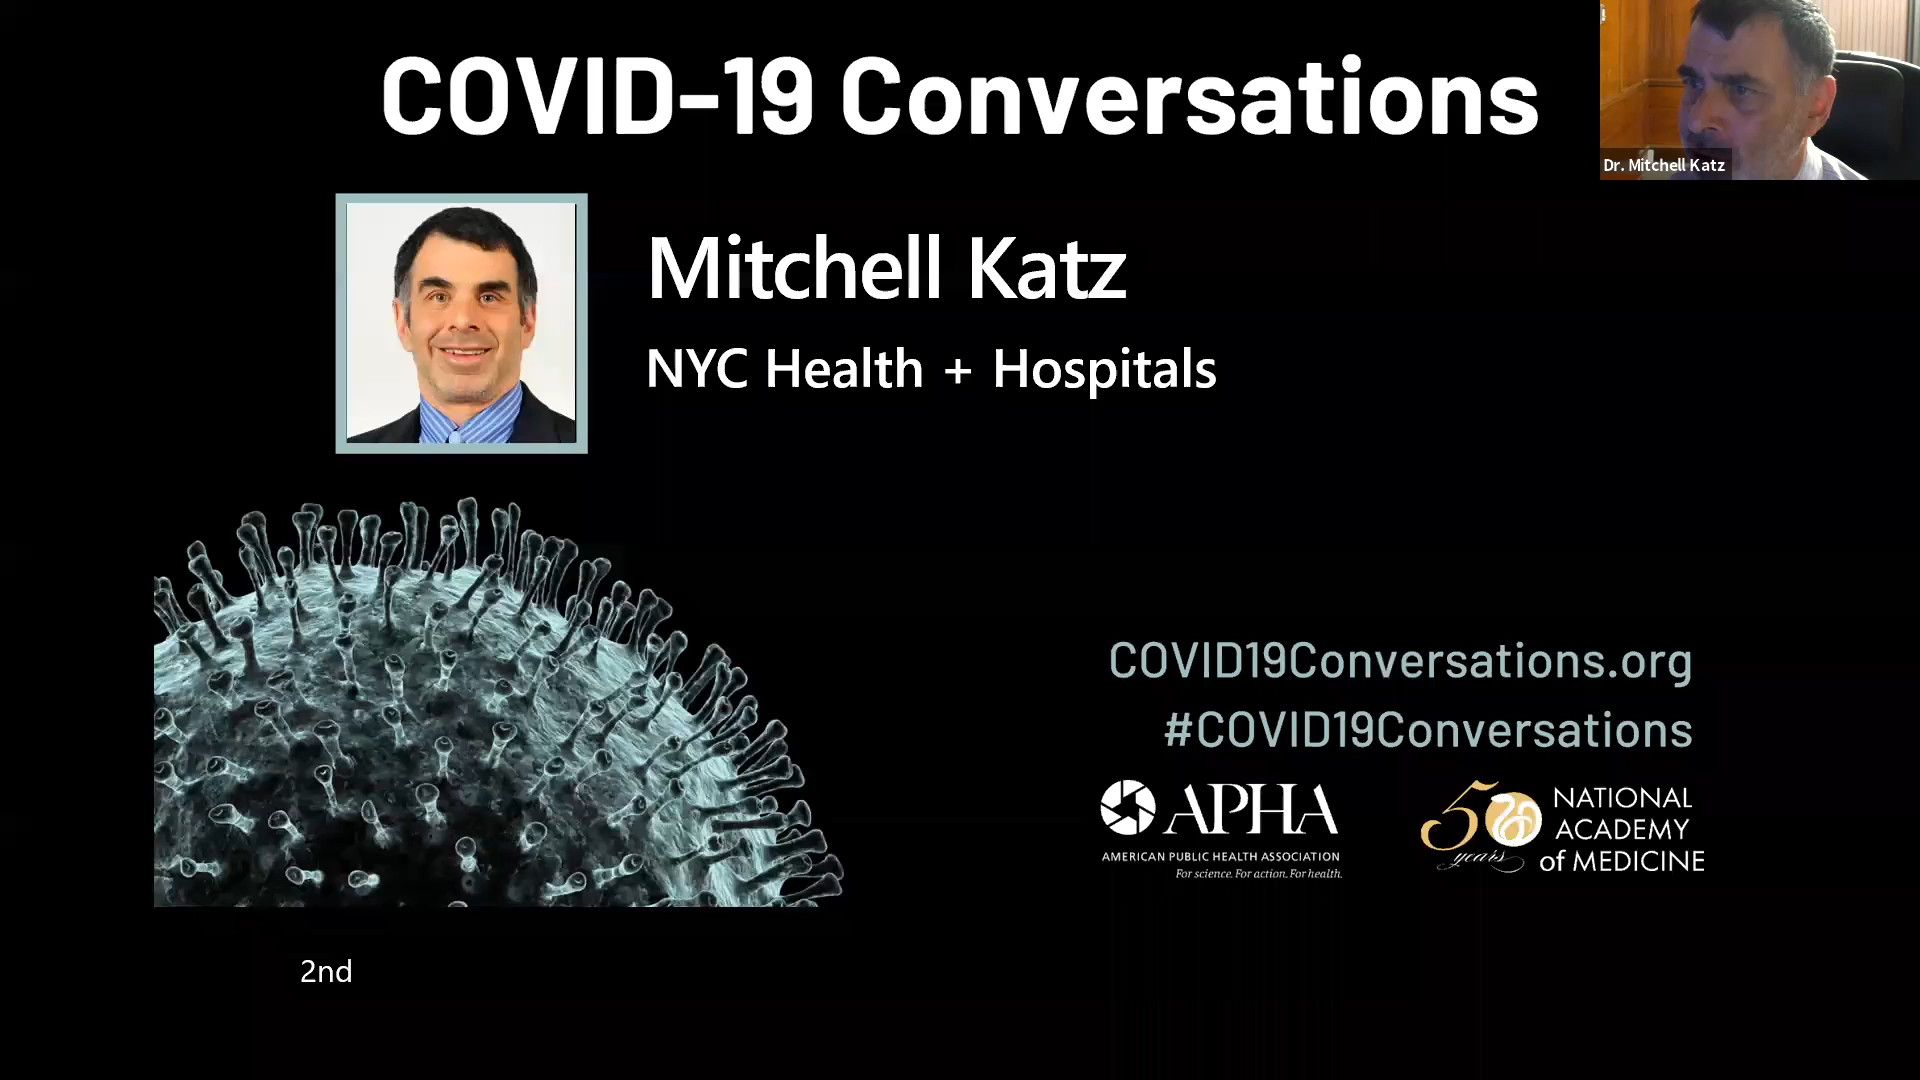 COVID-19 Conversations
Dr. Mitchell Katz
Mitchell Katz
NYC Health + Hospitals
COVID19Conversations.org
#COVID19Conversations
APHA
AMERICAN PUBLIC HEALTH ASSOCIATION
For science. For action. For health.
50
years
NATIONAL
ACADEMY
of MEDICINE
2nd